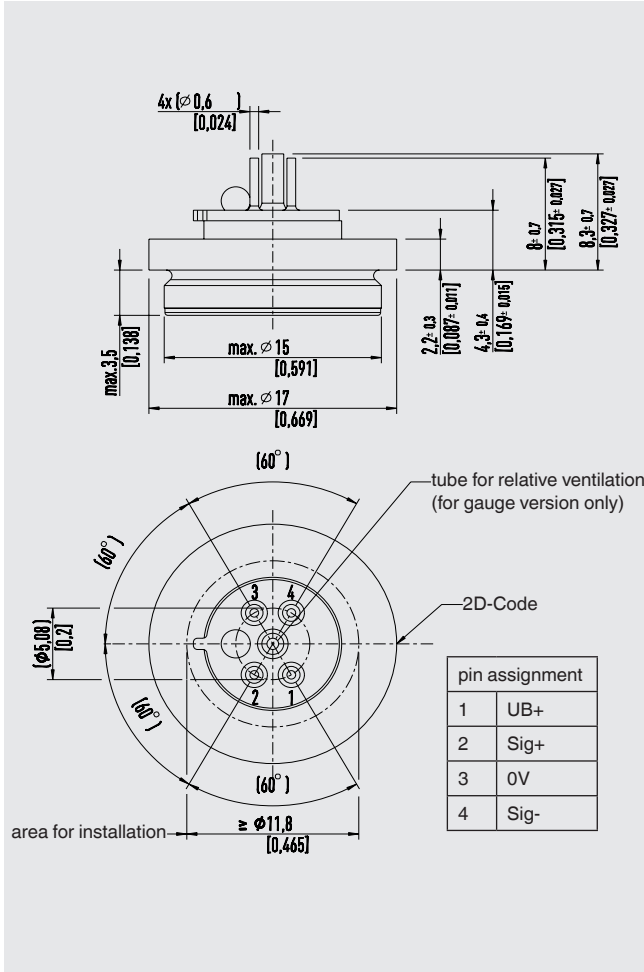 4x (⌀0,6 )
[0,024]
8± 0,7
[0,315± 0,027]
8,3± 0,7
[0,327± 0,027]
2,2± 0,3
[0,087± 0,011]
4,3± 0,4
[0,169± 0,015]
max.3,5
[0,138]
max. ⌀15
[0,591]
max. ⌀17
[0,669]
(60°)
tube for relative ventilation
(for gauge version only)
(60°)
3 4
2D-Code
(⌀5,08)
[0,2]
2 1
(60°)
(60°)
area for installation
≥ ⌀11,8
[0,465]
pin assignment
1 UB+
2 Sig+
3 0V
4 Sig-